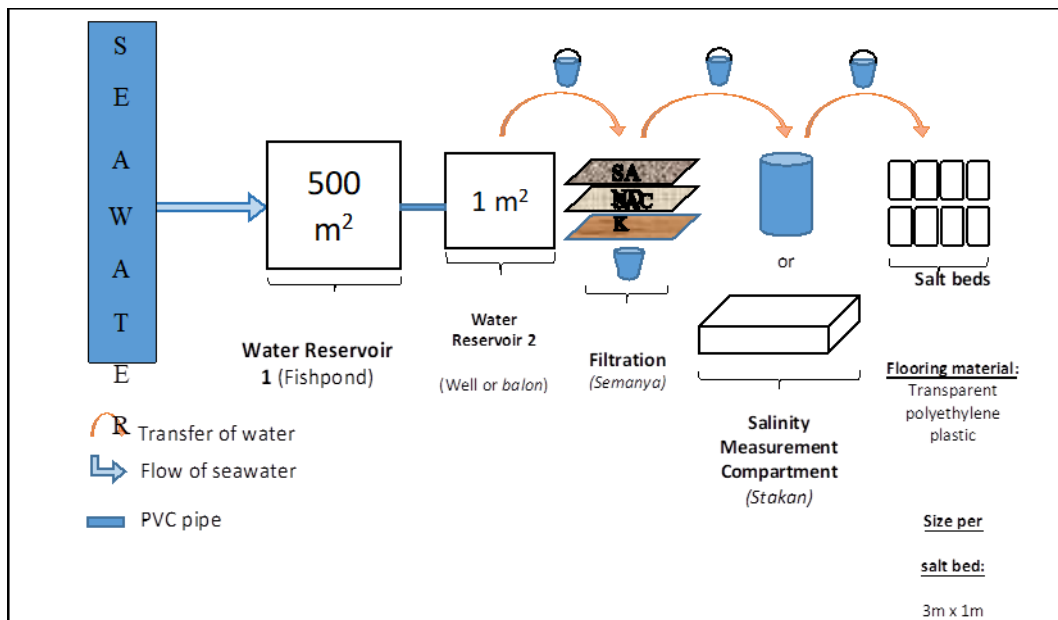 S
E
A
W
A
T
E
R
500
m²
1 m²
SA
SAC
K
or
Salt beds
Water Reservoir
1 (Fishpond)
Water
Reservoir 2
(Well or balon)
Filtration
(Semanya)
Salinity
Measurement
Compartment
(Stakan)
Flooring material:
Transparent
polyethylene
plastic
Size per
salt bed:
3m x 1m
Transfer of water
Flow of seawater
PVC pipe